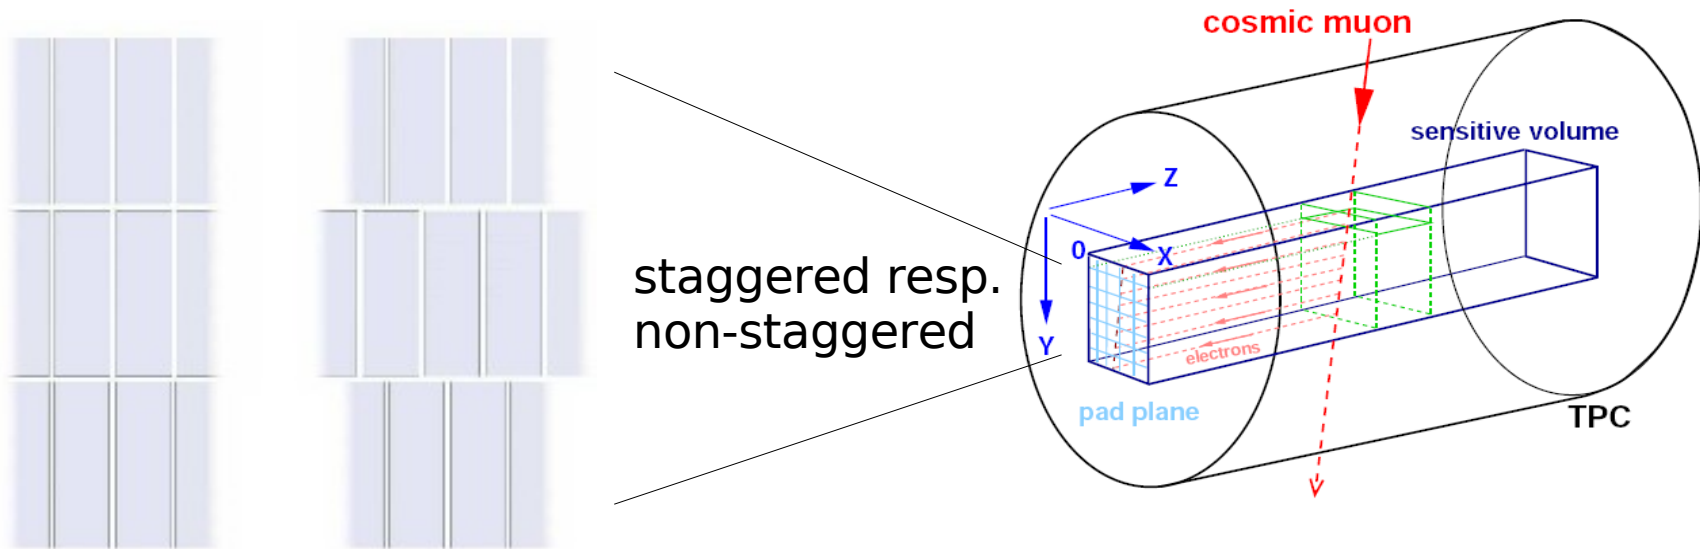 cosmic muon
sensitive volume
Z
0
X
staggered resp.
non-staggered
Y
electrons
pad plane
TPC